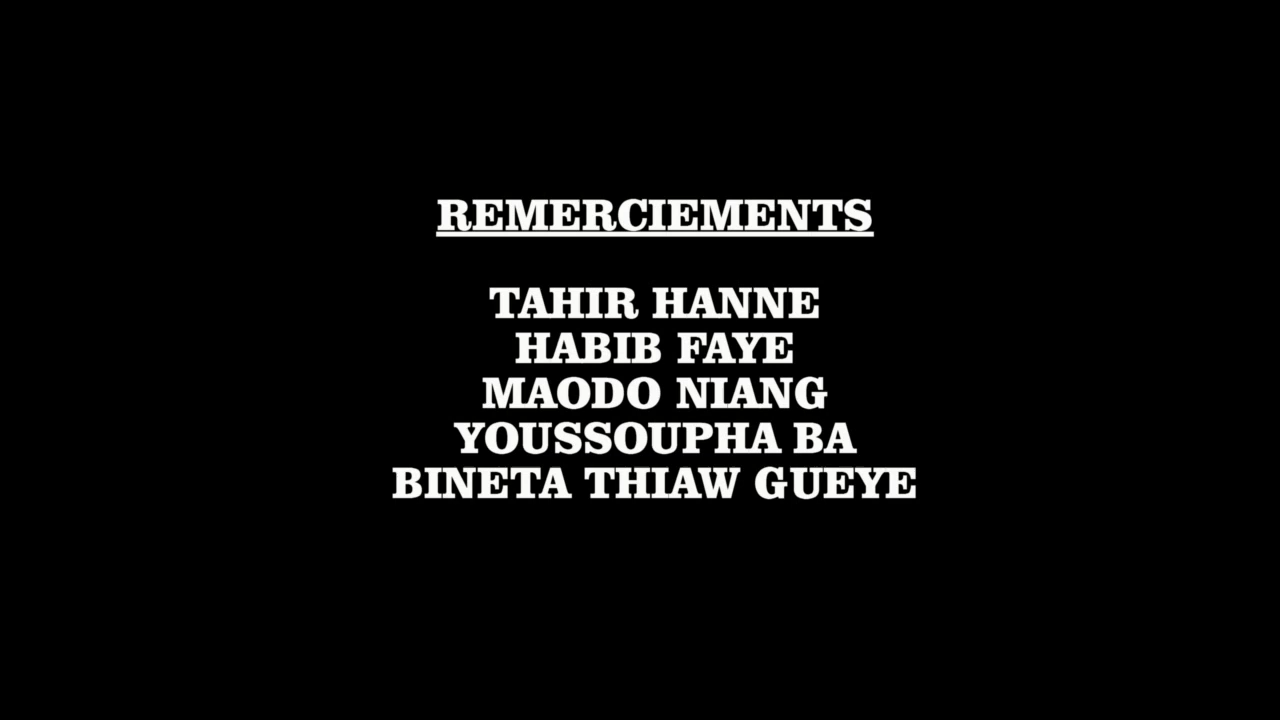 REMERCIEMENTS
TAHIR HANNE
HABIB FAYE
MAODO NIANG
YOUSSOUPHA BA
BINETA THIAW GUEYE